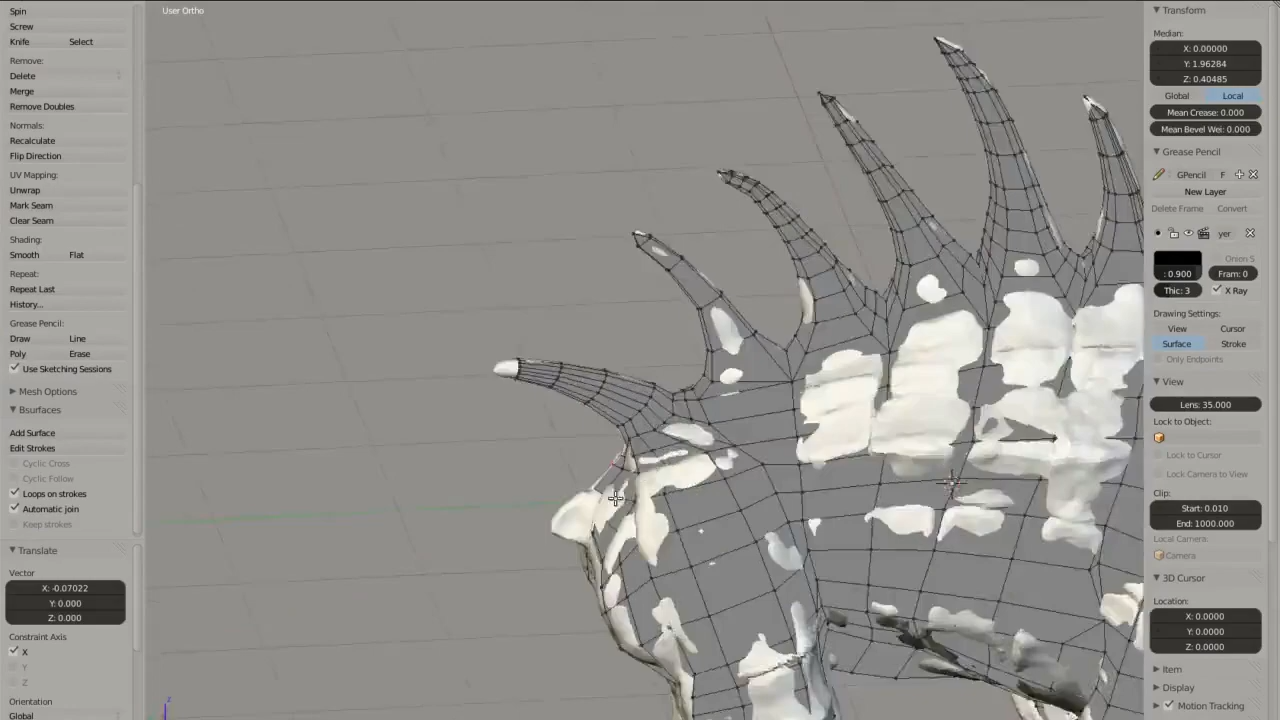 Spin
Screw
Knife Select
Remove:
Delete
Merge
Remove Doubles
Normals:
Recalculate
Flip Direction
UV Mapping:
Unwrap
Mark Seam
Clear Seam
Shading:
Smooth Flat
Repeat:
Repeat Last
History...
Grease Pencil:
Draw Line
Poly Erase
Use Sketching Sessions
Mesh Options
Bsurfaces
Add Surface
Edit Strokes
Cyclic Cross
Cyclic Follow
Loops on strokes
Automatic join
Keep strokes
Translate
Vector
X: -0.07022
Y: 0.000
Z: 0.000
Constraint Axis
X
Y
Z
Orientation
Global
User Ortho
z
Transform
Median:
X: 0.00000
Y: 1.96284
Z: 0.40485
Global Local
Mean Crease: 0.000
Mean Bevel Wei: 0.000
Grease Pencil
GPencil F
New Layer
Delete Frame Convert
yer
Onion S
: 0.900 Fram: 0
Thic: 3 X Ray
Drawing Settings:
View Cursor
Surface Stroke
Only Endpoints
View
Lens: 35.000
Lock to Object:
Lock to Cursor
Lock Camera to View
Clip:
Start: 0.010
End: 1000.000
Local Camera:
Camera
3D Cursor
Location:
X: 0.0000
Y: 0.0000
Z: 0.0000
Item
Display
Motion Tracking